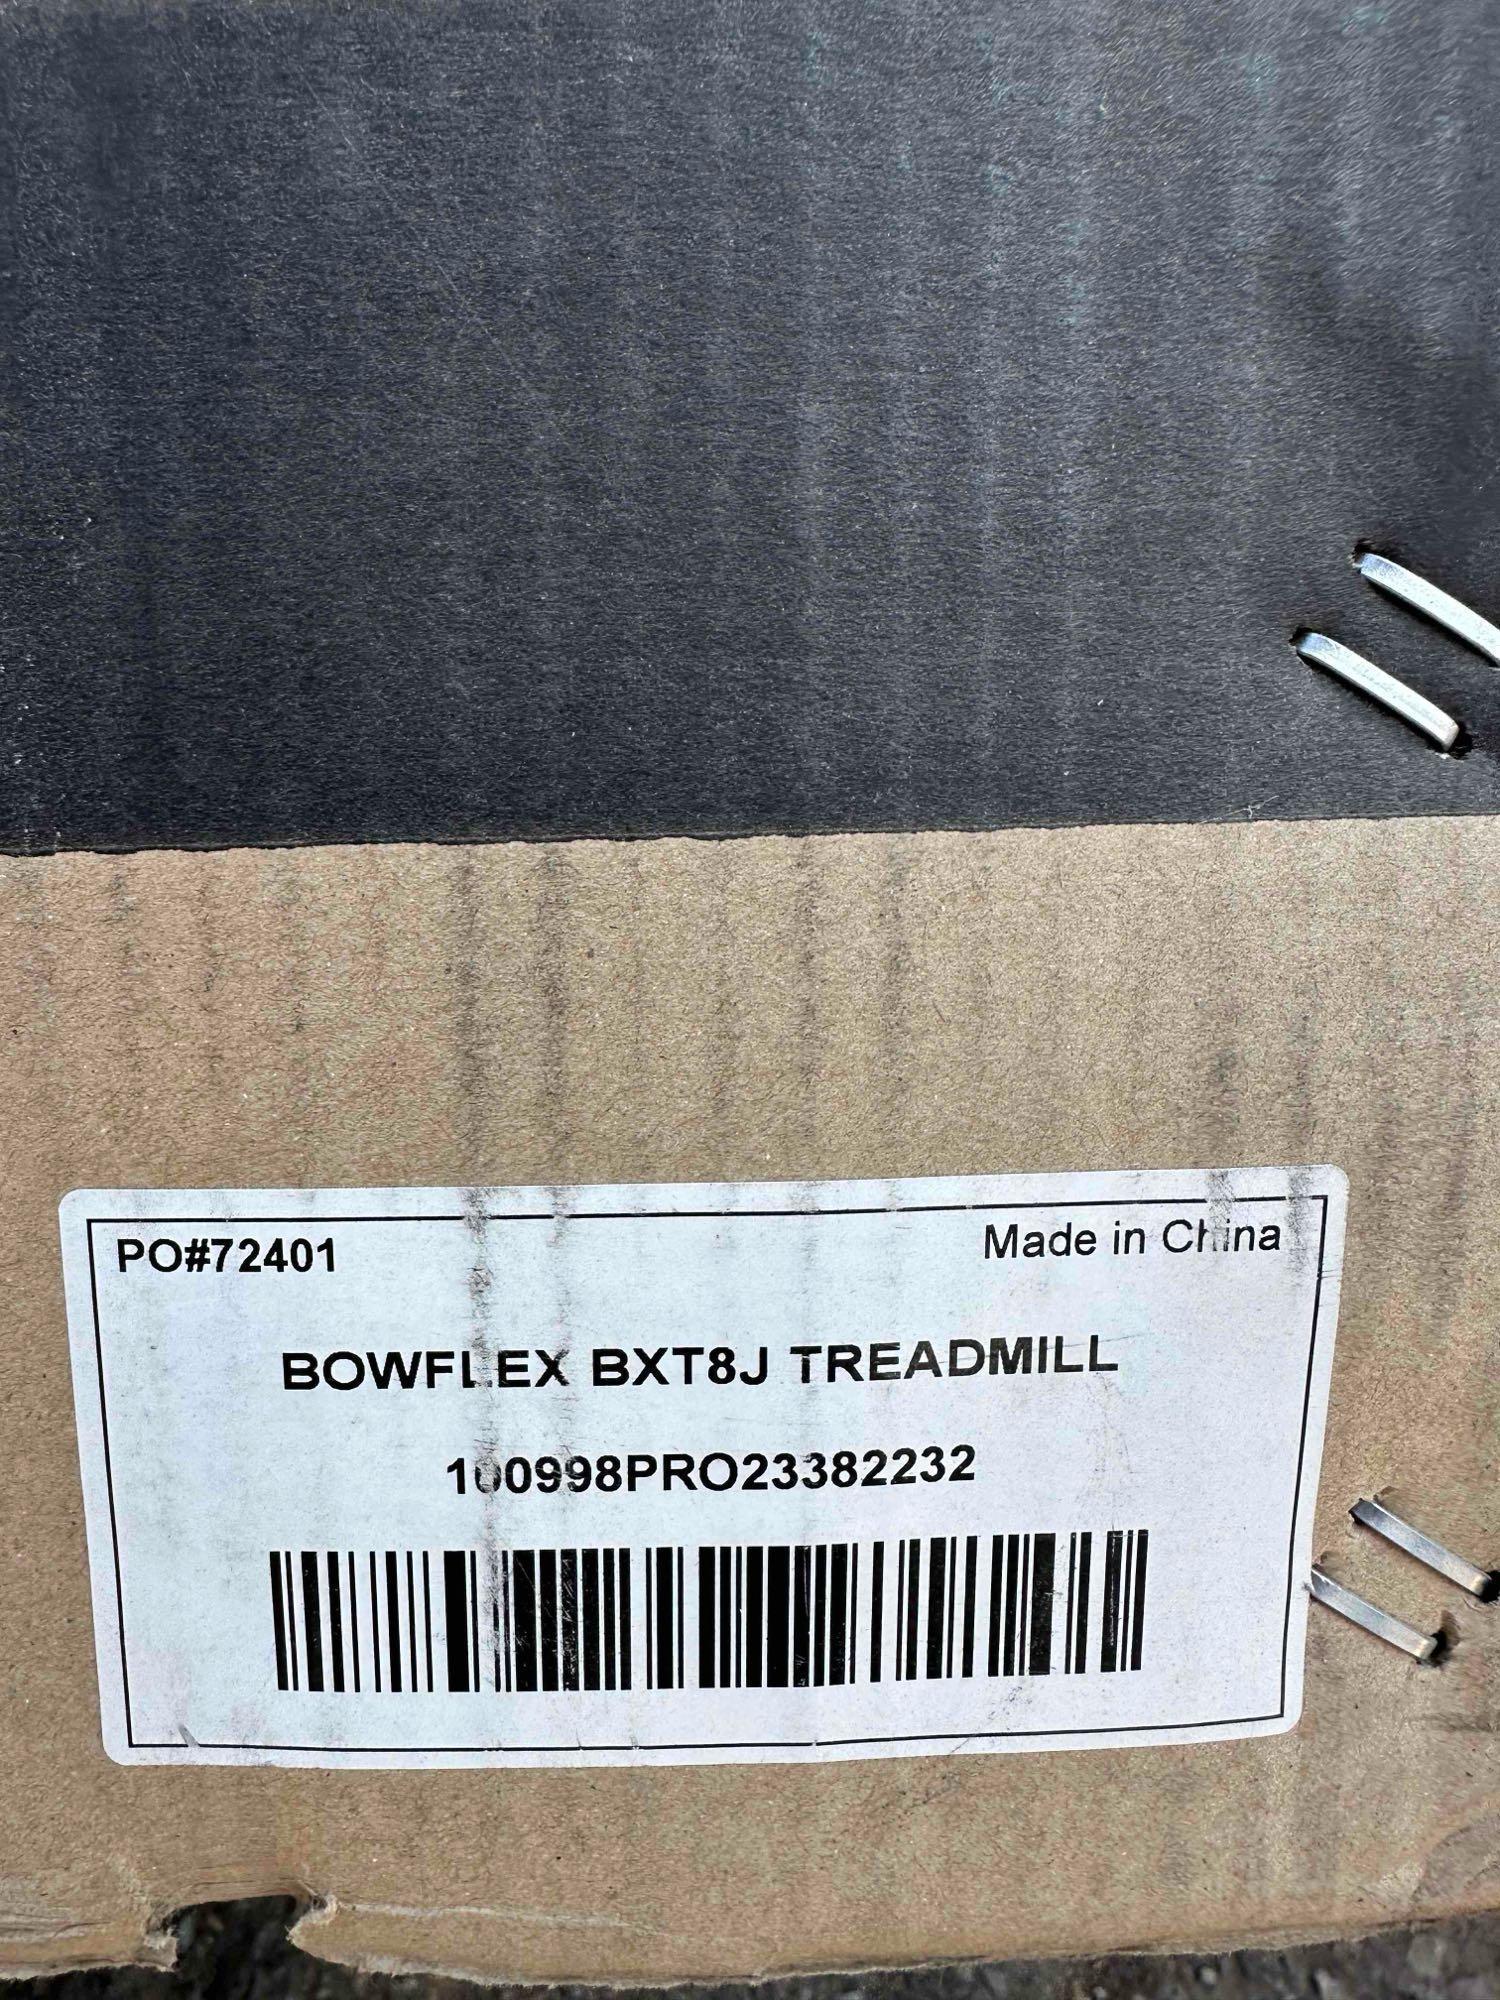 PO#72401
Made in China
BOWFLEX BXT8J TREADMILL
100998PRO23382232